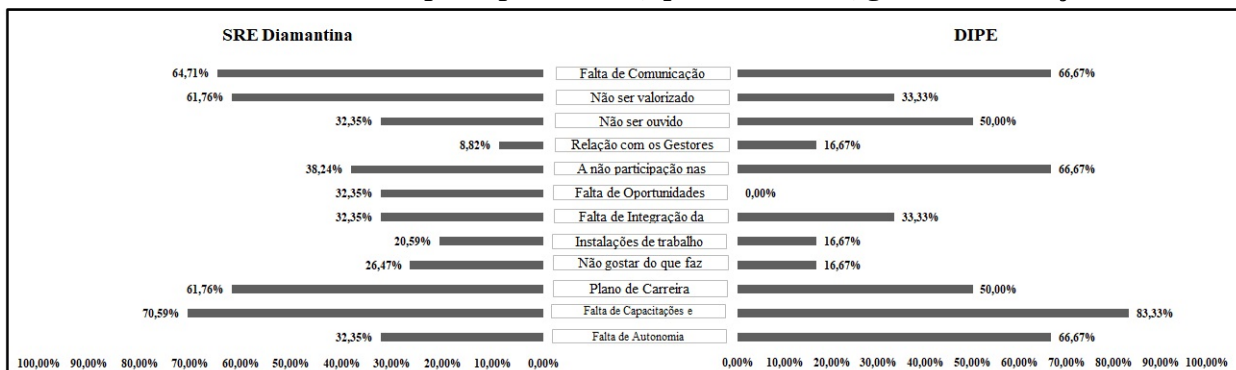 SRE Diamantina DIPE
64,71% Falta de Comunicação 66,67%
61,76% Não ser valorizado 33,33%
32,35% Não ser ouvido 50,00%
8,82% Relação com os Gestores 16,67%
38,24% A não participação nas 66,67%
32,35% Falta de Oportunidades 0,00%
32,35% Falta de Integração da 33,33%
20,59% Instalações de trabalho 16,67%
26,47% Não gostar do que faz 16,67%
61,76% Plano de Carreira 50,00%
70,59% Falta de Capacitações e 83,33%
32,35% Falta de Autonomia 66,67%
100,00% 90,00% 80,00% 70,00% 60,00% 50,00% 40,00% 30,00% 20,00% 10,00% 0,00% 0,00% 10,00% 20,00% 30,00% 40,00% 50,00% 60,00% 70,00% 80,00% 90,00% 100,00%